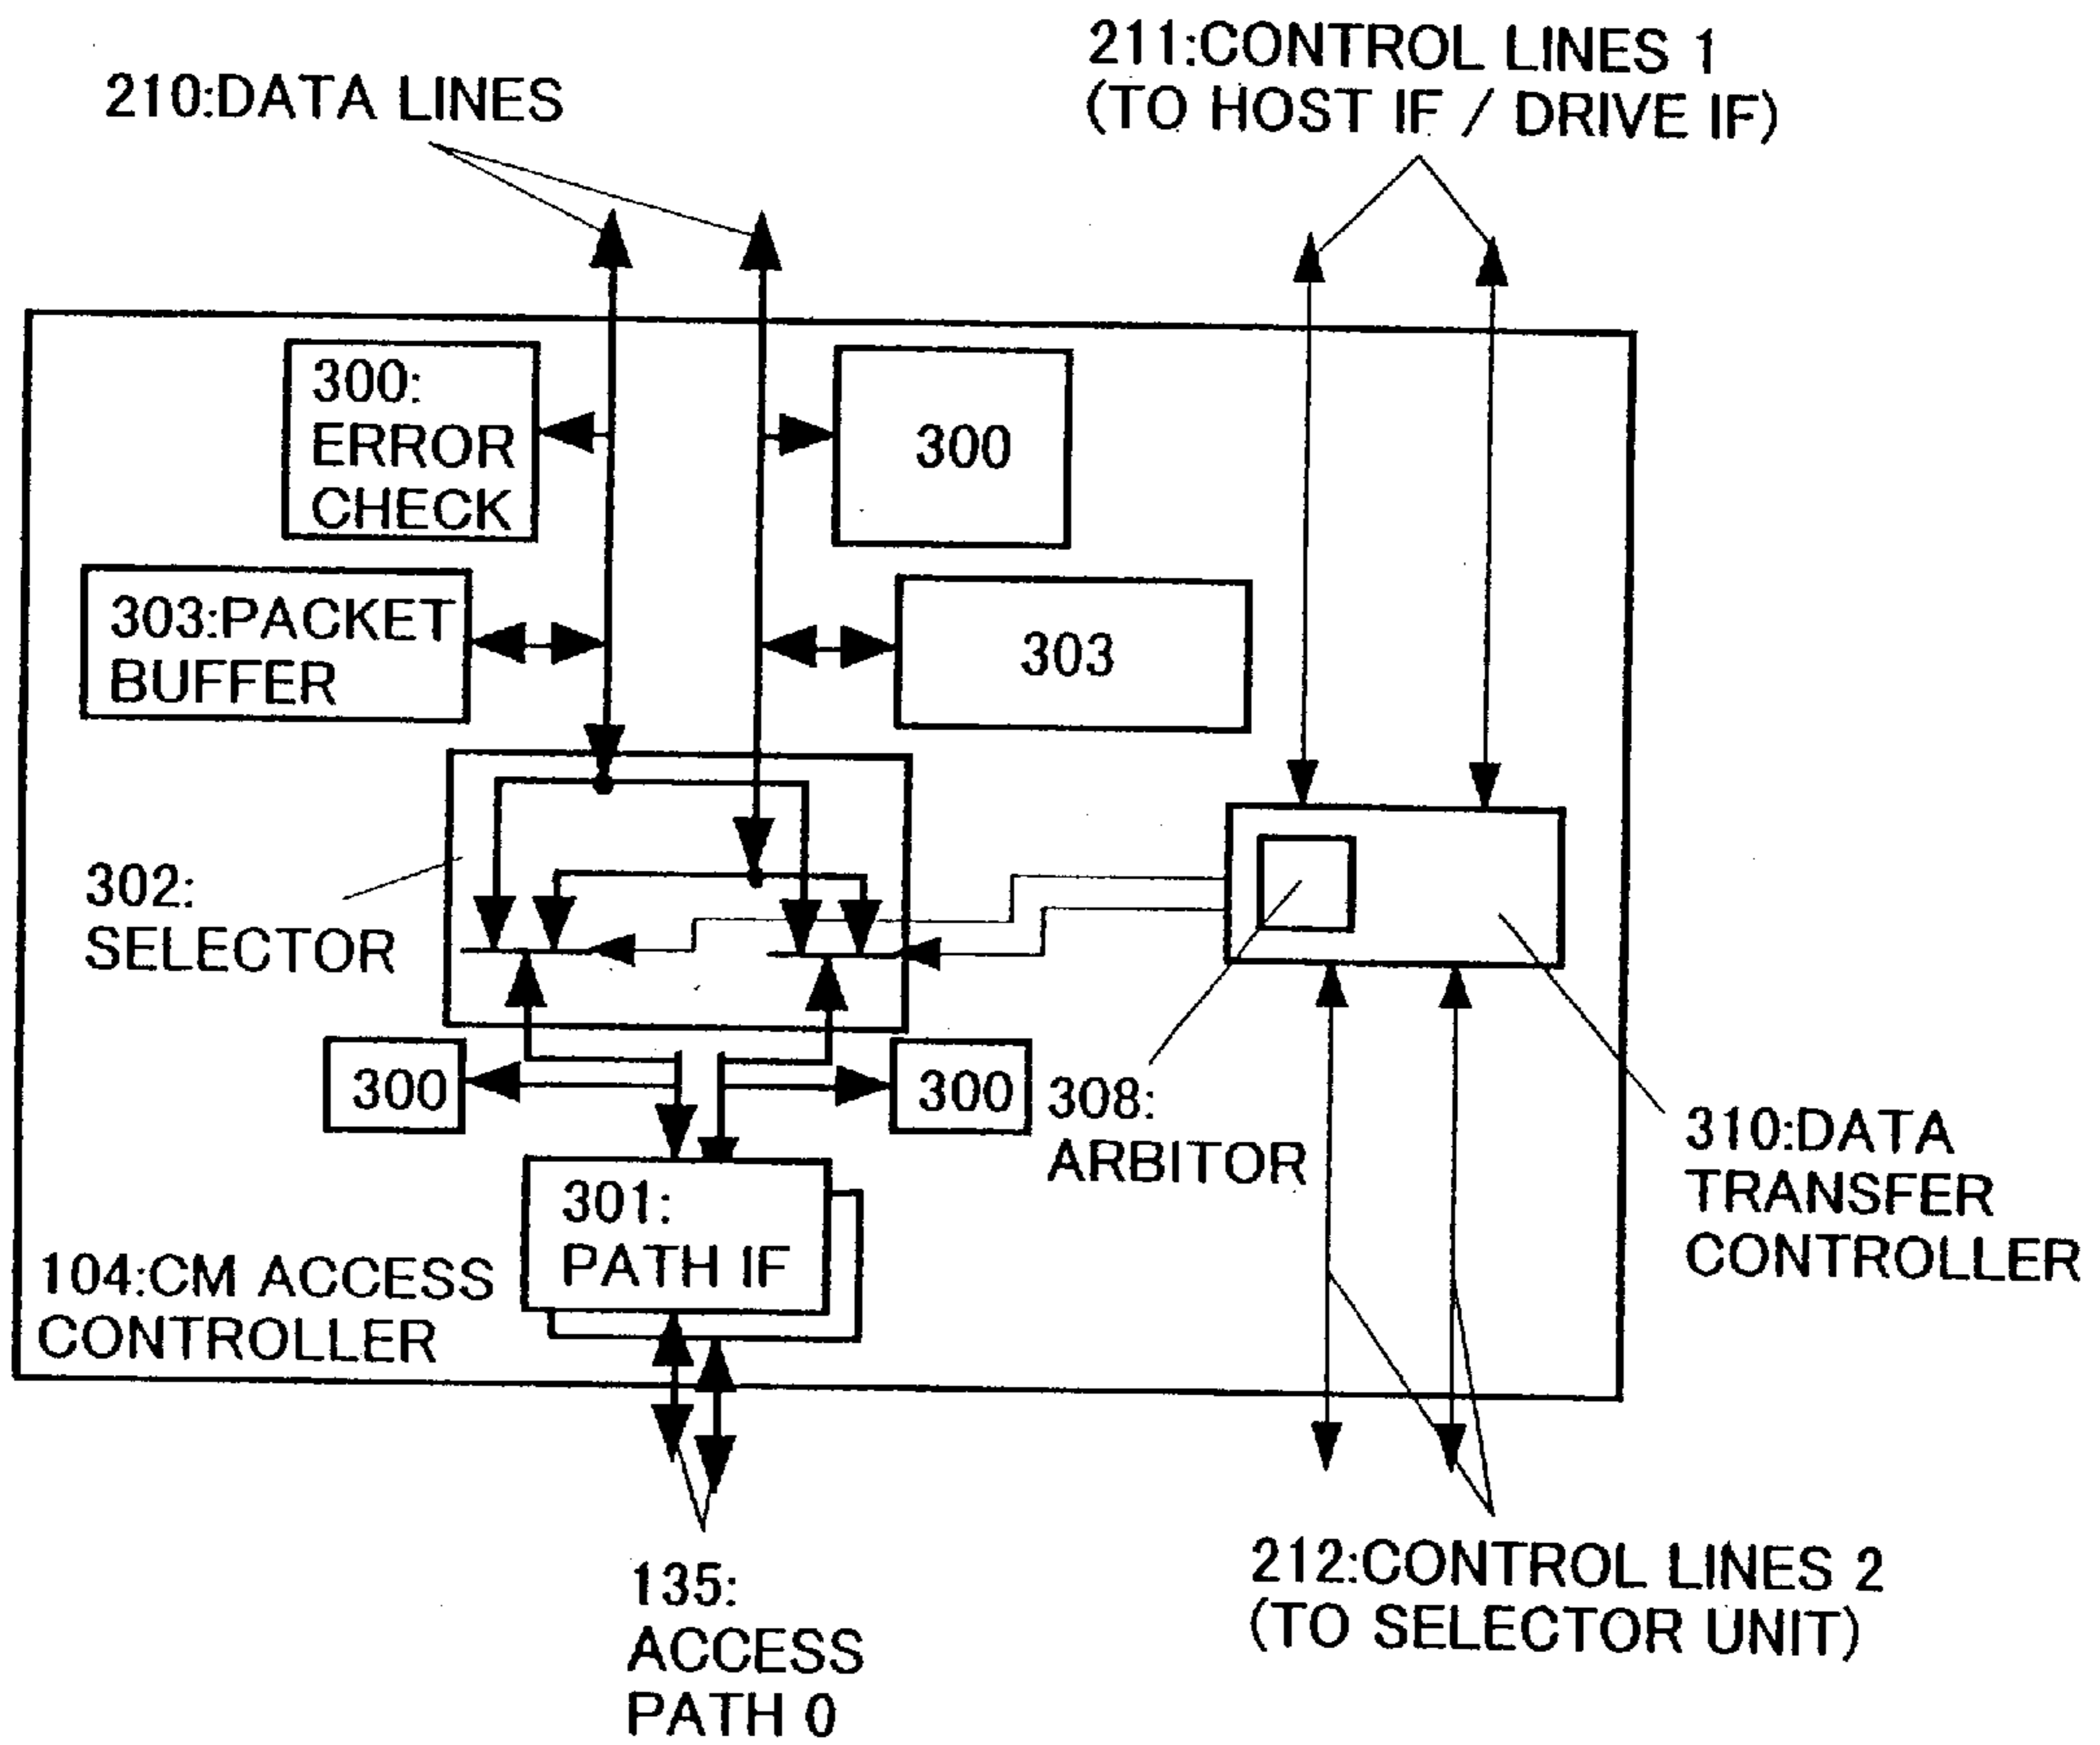 210:DATA LINES
211:CONTROL LINES 1
(TO HOST IF / DRIVE IF)
300:
ERROR
CHECK
300
303:PACKET
BUFFER
303
302:
SELECTOR
300
300
308:
ARBITOR
310:DATA
TRANSFER
CONTROLLER
301:
PATH IF
104:CM ACCESS
CONTROLLER
135:
ACCESS
PATH 0
212:CONTROL LINES 2
(TO SELECTOR UNIT)